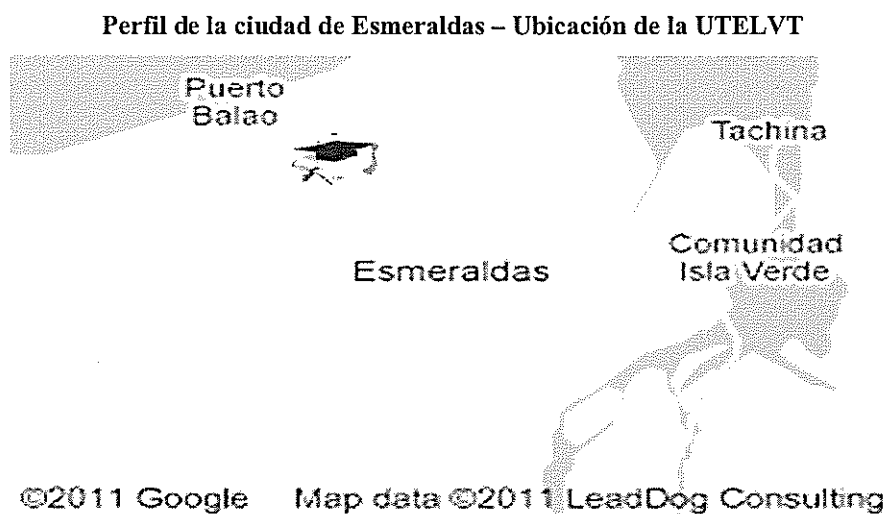 Perfil de la ciudad de Esmeraldas – Ubicación de la UTELVT
Puerto
Balao
Tachina
Comunidad
Isla Verde
Esmeraldas
©2011 Google Map data ©2011 LeadDog Consulting